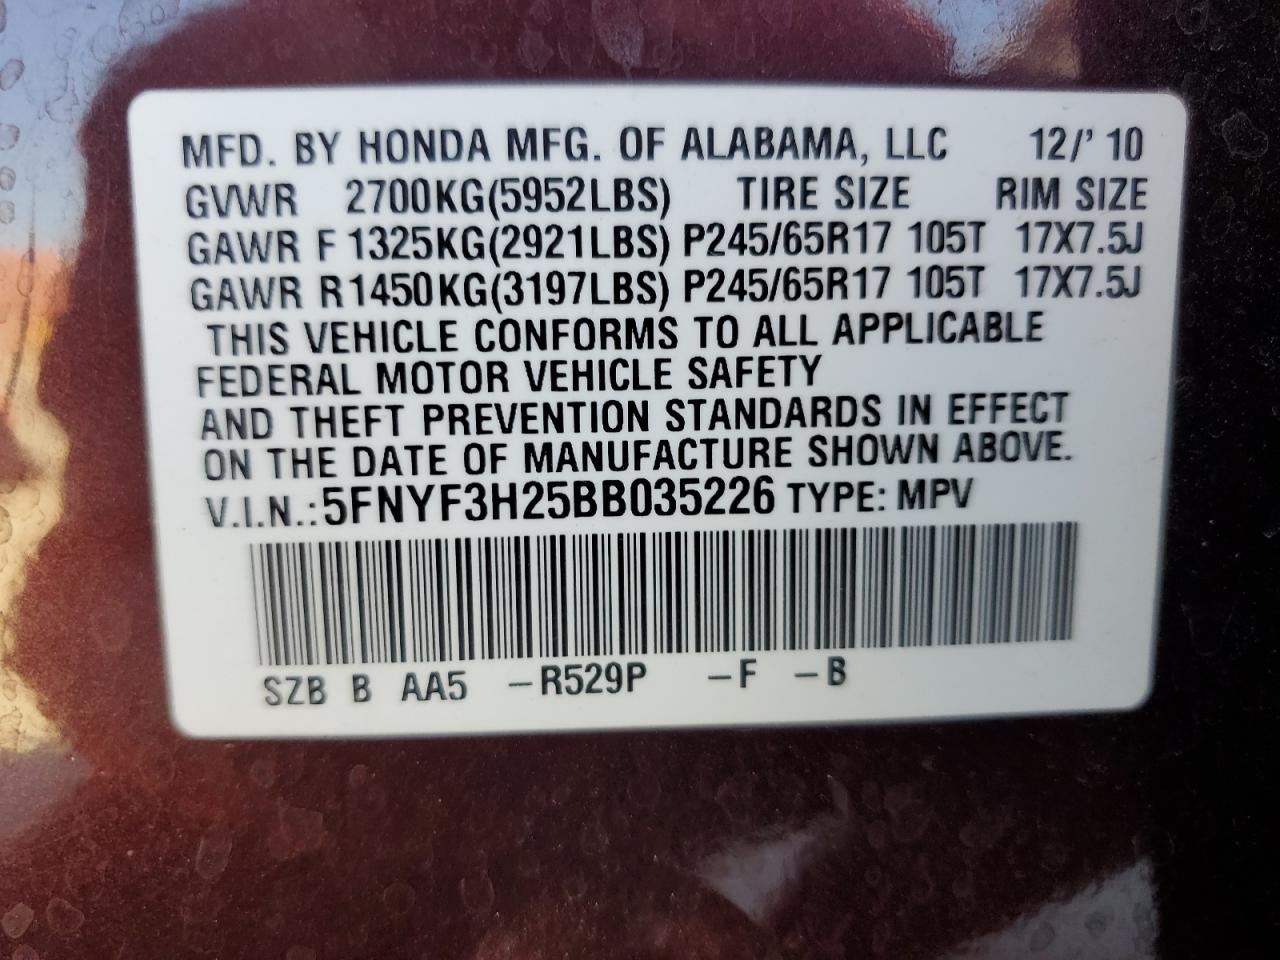 MFD. BY HONDA MFG. OF ALABAMA, LLC 12/' 10
GVWR 2700KG(5952LBS) TIRE SIZE RIM SIZE
GAWR F 1325KG(2921LBS) P245/65R17 105T 17X7.5J
GAWR R 1450KG(3197LBS) P245/65R17 105T 17X7.5J
THIS VEHICLE CONFORMS TO ALL APPLICABLE
FEDERAL MOTOR VEHICLE SAFETY
AND THEFT PREVENTION STANDARDS IN EFFECT
ON THE DATE OF MANUFACTURE SHOWN ABOVE.
V.I.N.:5FNYF3H25BB035226 TYPE: MPV
SZB B AA5 –R529P –F –B